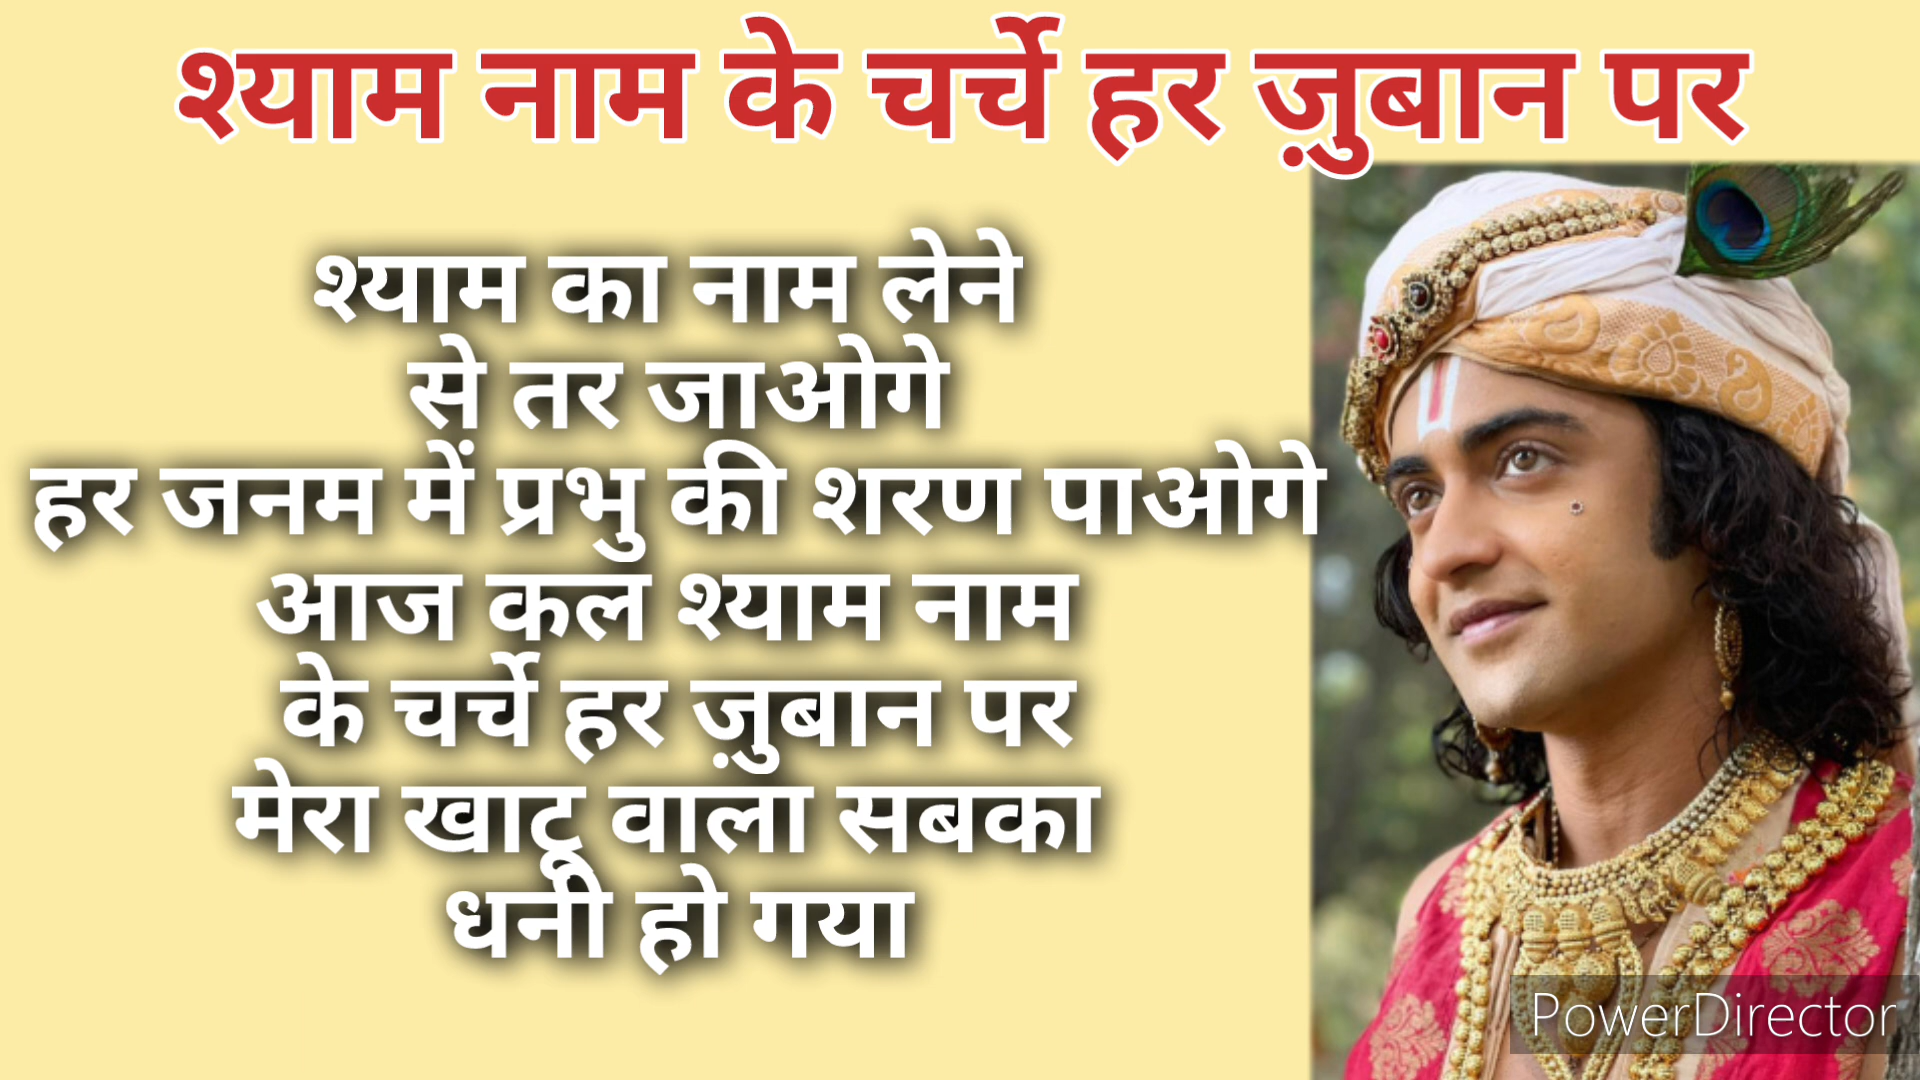 श्याम नाम के चर्चे हर ज़ुबान पर
श्याम का नाम लेने
से तर जाओगे
हर जनम में प्रभु की शरण पाओगे
आज कल श्याम नाम
के चर्चे हर ज़ुबान पर
मेरा खाटू वाला सबका
धनी हो गया
PowerDirector